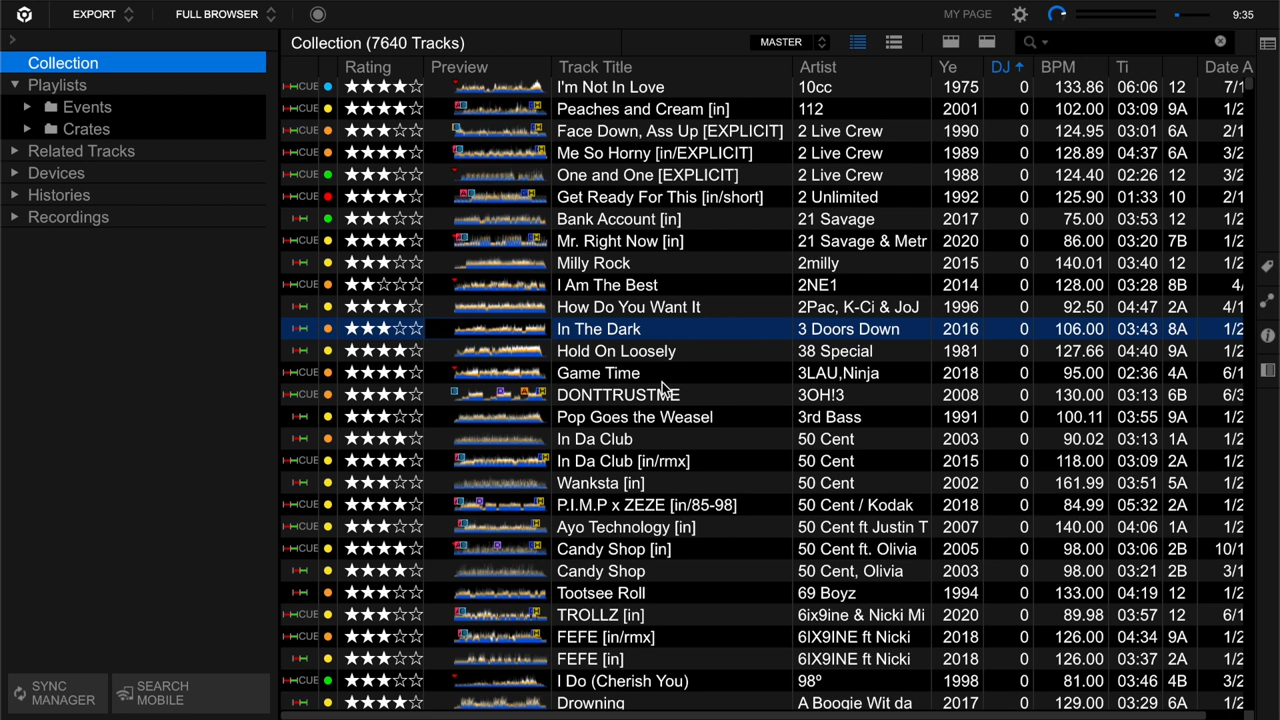 EXPORT FULL BROWSER MY PAGE 9:35
Collection (7640 Tracks) MASTER
Collection
Playlists
Events
Crates
Related Tracks
Devices
Histories
Recordings
SYNC MANAGER
SEARCH MOBILE
Rating Preview Track Title Artist Ye DJ BPM Ti Date A
CUE I'm Not In Love 10cc 1975 0 133.86 06:06 12 7/1
CUE Peaches and Cream [in] 112 2001 0 102.00 03:09 9A 9/1
CUE Face Down, Ass Up [EXPLICIT] 2 Live Crew 1990 0 124.95 03:01 6A 2/1
CUE Me So Horny [in/EXPLICIT] 2 Live Crew 1989 0 128.89 04:37 6A 3/2
CUE One and One [EXPLICIT] 2 Live Crew 1988 0 124.40 02:26 12 3/2
CUE Get Ready For This [in/short] 2 Unlimited 1992 0 125.90 01:33 10 2/1
Bank Account [in] 21 Savage 2017 0 75.00 03:53 12 1/2
CUE Mr. Right Now [in] 21 Savage & Metr 2020 0 86.00 03:20 7B 1/2
Milly Rock 2milly 2015 0 140.01 03:40 12 1/2
CUE I Am The Best 2NE1 2014 0 128.00 03:28 8B 4/
How Do You Want It 2Pac, K-Ci & JoJ 1996 0 92.50 04:47 2A 4/1
In The Dark 3 Doors Down 2016 0 106.00 03:43 8A 1/2
Hold On Loosely 38 Special 1981 0 127.66 04:40 9A 1/2
CUE Game Time 3LAU,Ninja 2018 0 95.00 02:36 4A 6/1
CUE DONTTRUSTME 3OH!3 2008 0 130.00 03:13 6/3
Pop Goes the Weasel 3rd Bass 1991 0 100.11 03:55 9A 1/2
In Da Club 50 Cent 2003 0 90.02 03:13 1A 1/2
CUE In Da Club [in/rmx] 50 Cent 2015 0 118.00 03:09 2A 1/2
Wanksta [in] 50 Cent 2002 0 161.99 03:51 5A 1/2
CUE P.I.M.P x ZEZE [in/85-98] 50 Cent / Kodak 2018 0 84.99 05:32 2A 1/2
CUE Ayo Technology [in] 50 Cent ft Justin T 2007 0 140.00 04:06 1A 1/2
CUE Candy Shop [in] 50 Cent ft. Olivia 2005 0 98.00 03:06 2B 10/1
Candy Shop 50 Cent, Olivia 2003 0 98.00 03:21 2B 3/1
CUE Tootsee Roll 69 Boyz 1994 0 133.00 04:19 12 1/2
CUE TROLLZ [in] 6ix9ine & Nicki Mi 2020 0 89.98 03:57 12 6/1
CUE FEFE [in/rmx] 6IX9INE ft Nicki 2018 0 126.00 04:34 9A 1/2
FEFE [in] 6IX9INE ft Nicki 2018 0 126.00 03:37 2A 1/2
CUE I Do (Cherish You) 98º 1998 0 81.00 03:46 4B 3/1
Drowning A Boogie Wit da 2017 0 129.00 03:29 6A 1/2